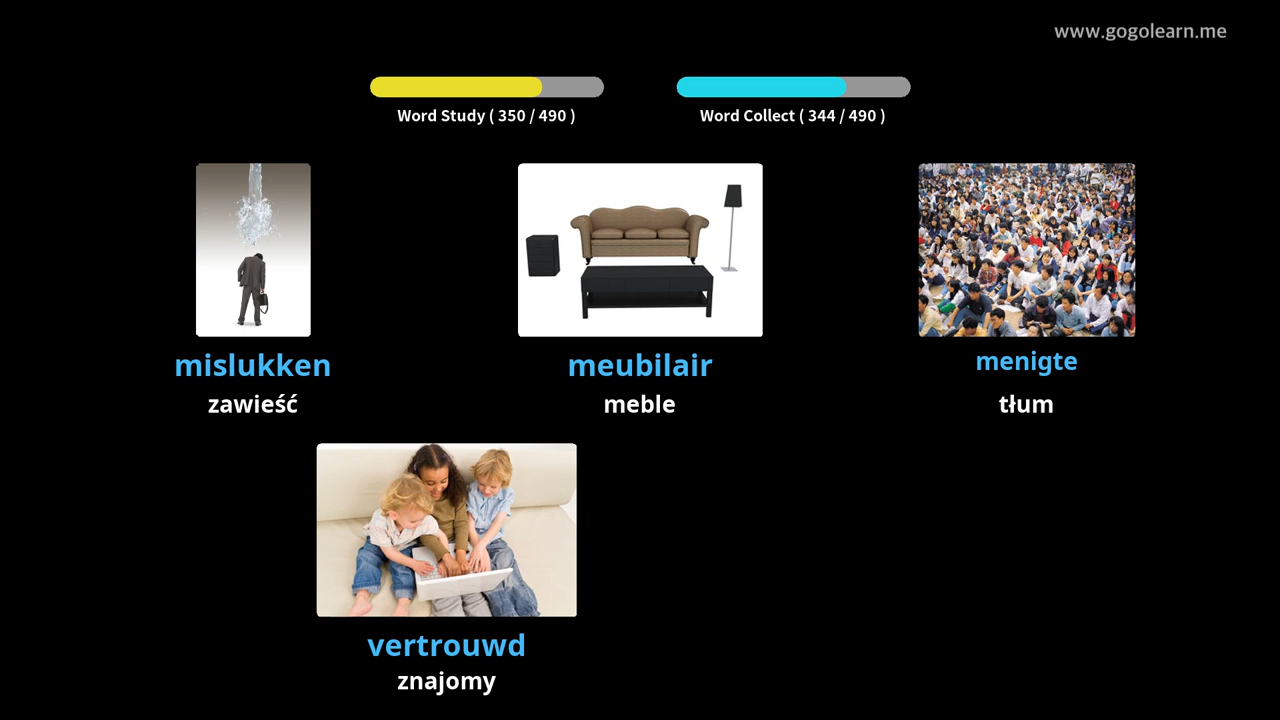 www.gogolearn.me
Word Study ( 350 / 490 )
Word Collect ( 344 / 490 )
mislukken
zawieść
meubilair
meble
menigte
tłum
vertrouwd
znajomy